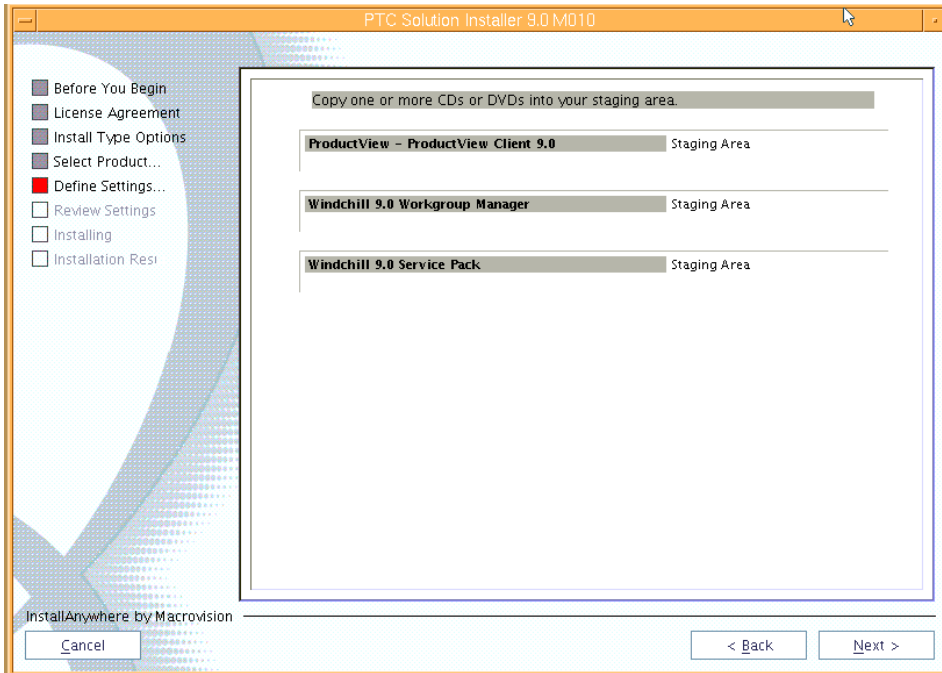 PTC Solution Installer 9.0 M010
Before You Begin
License Agreement
Install Type Options
Select Product...
Define Settings...
Review Settings
Installing
Installation Resu
Copy one or more CDs or DVDs into your staging area.
ProductView - ProductView Client 9.0 Staging Area
Windchill 9.0 Workgroup Manager Staging Area
Windchill 9.0 Service Pack Staging Area
InstallAnywhere by Macrovision
Cancel
< Back
Next >